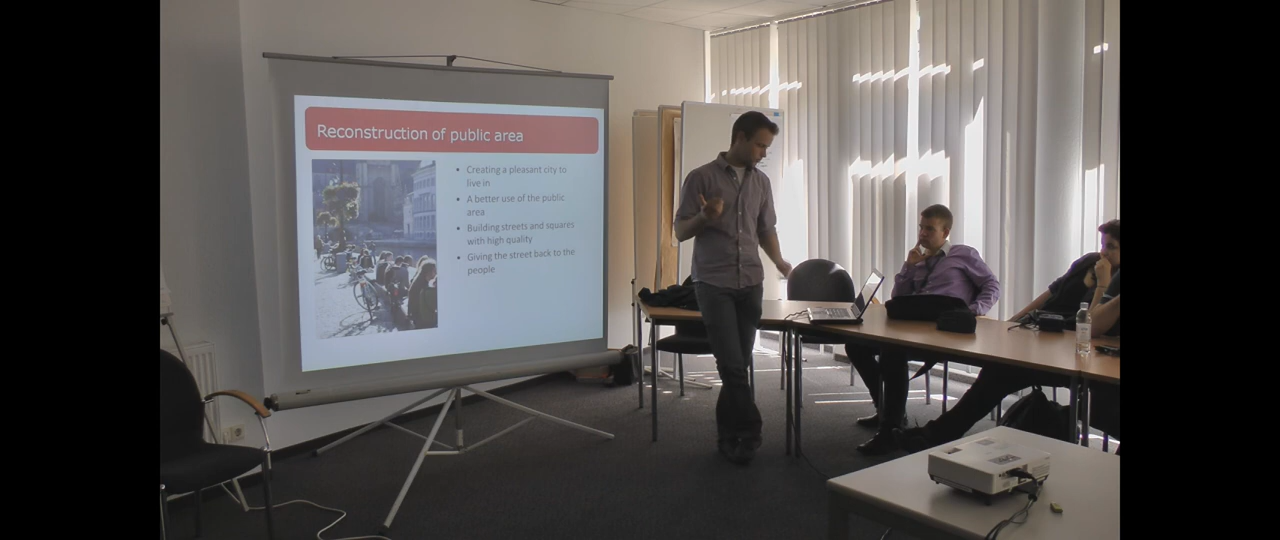 Reconstruction of public area
• Creating a pleasant city to
live in
• A better use of the public
area
• Building streets and squares
with high quality
• Giving the street back to the
people